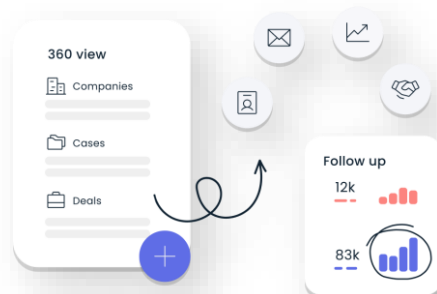 360 view
Companies
Cases
Deals
Follow up
12k
83k